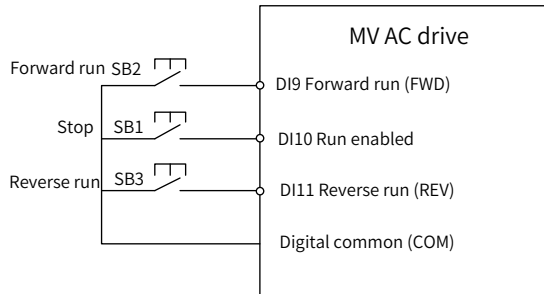 MV AC drive
Forward run SB2
DI9 Forward run (FWD)
Stop SB1
DI10 Run enabled
Reverse run SB3
DI11 Reverse run (REV)
Digital common (COM)